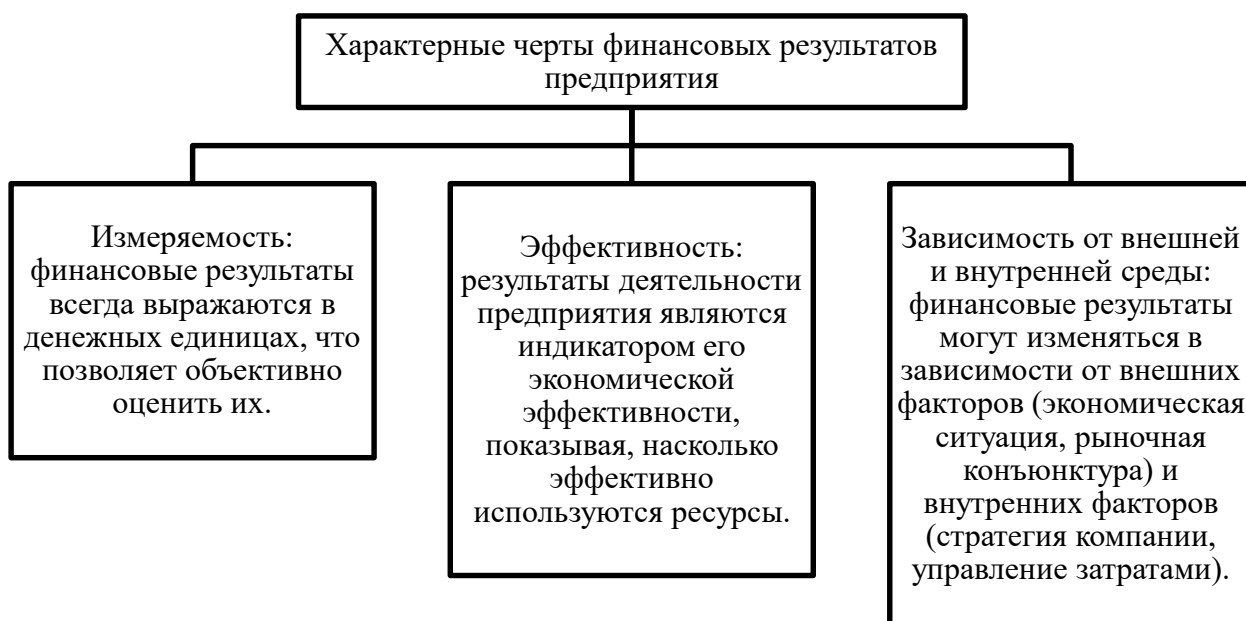 Характерные черты финансовых результатов
предприятия
Измеряемость:
финансовые результаты
всегда выражаются в
денежных единицах, что
позволяет объективно
оценить их.
Эффективность:
результаты деятельности
предприятия являются
индикатором его
экономической
эффективности,
показывая, насколько
эффективно
используются ресурсы.
Зависимость от внешней
и внутренней среды:
финансовые результаты
могут изменяться в
зависимости от внешних
факторов (экономическая
ситуация, рыночная
конъюнктура) и
внутренних факторов
(стратегия компании,
управление затратами).